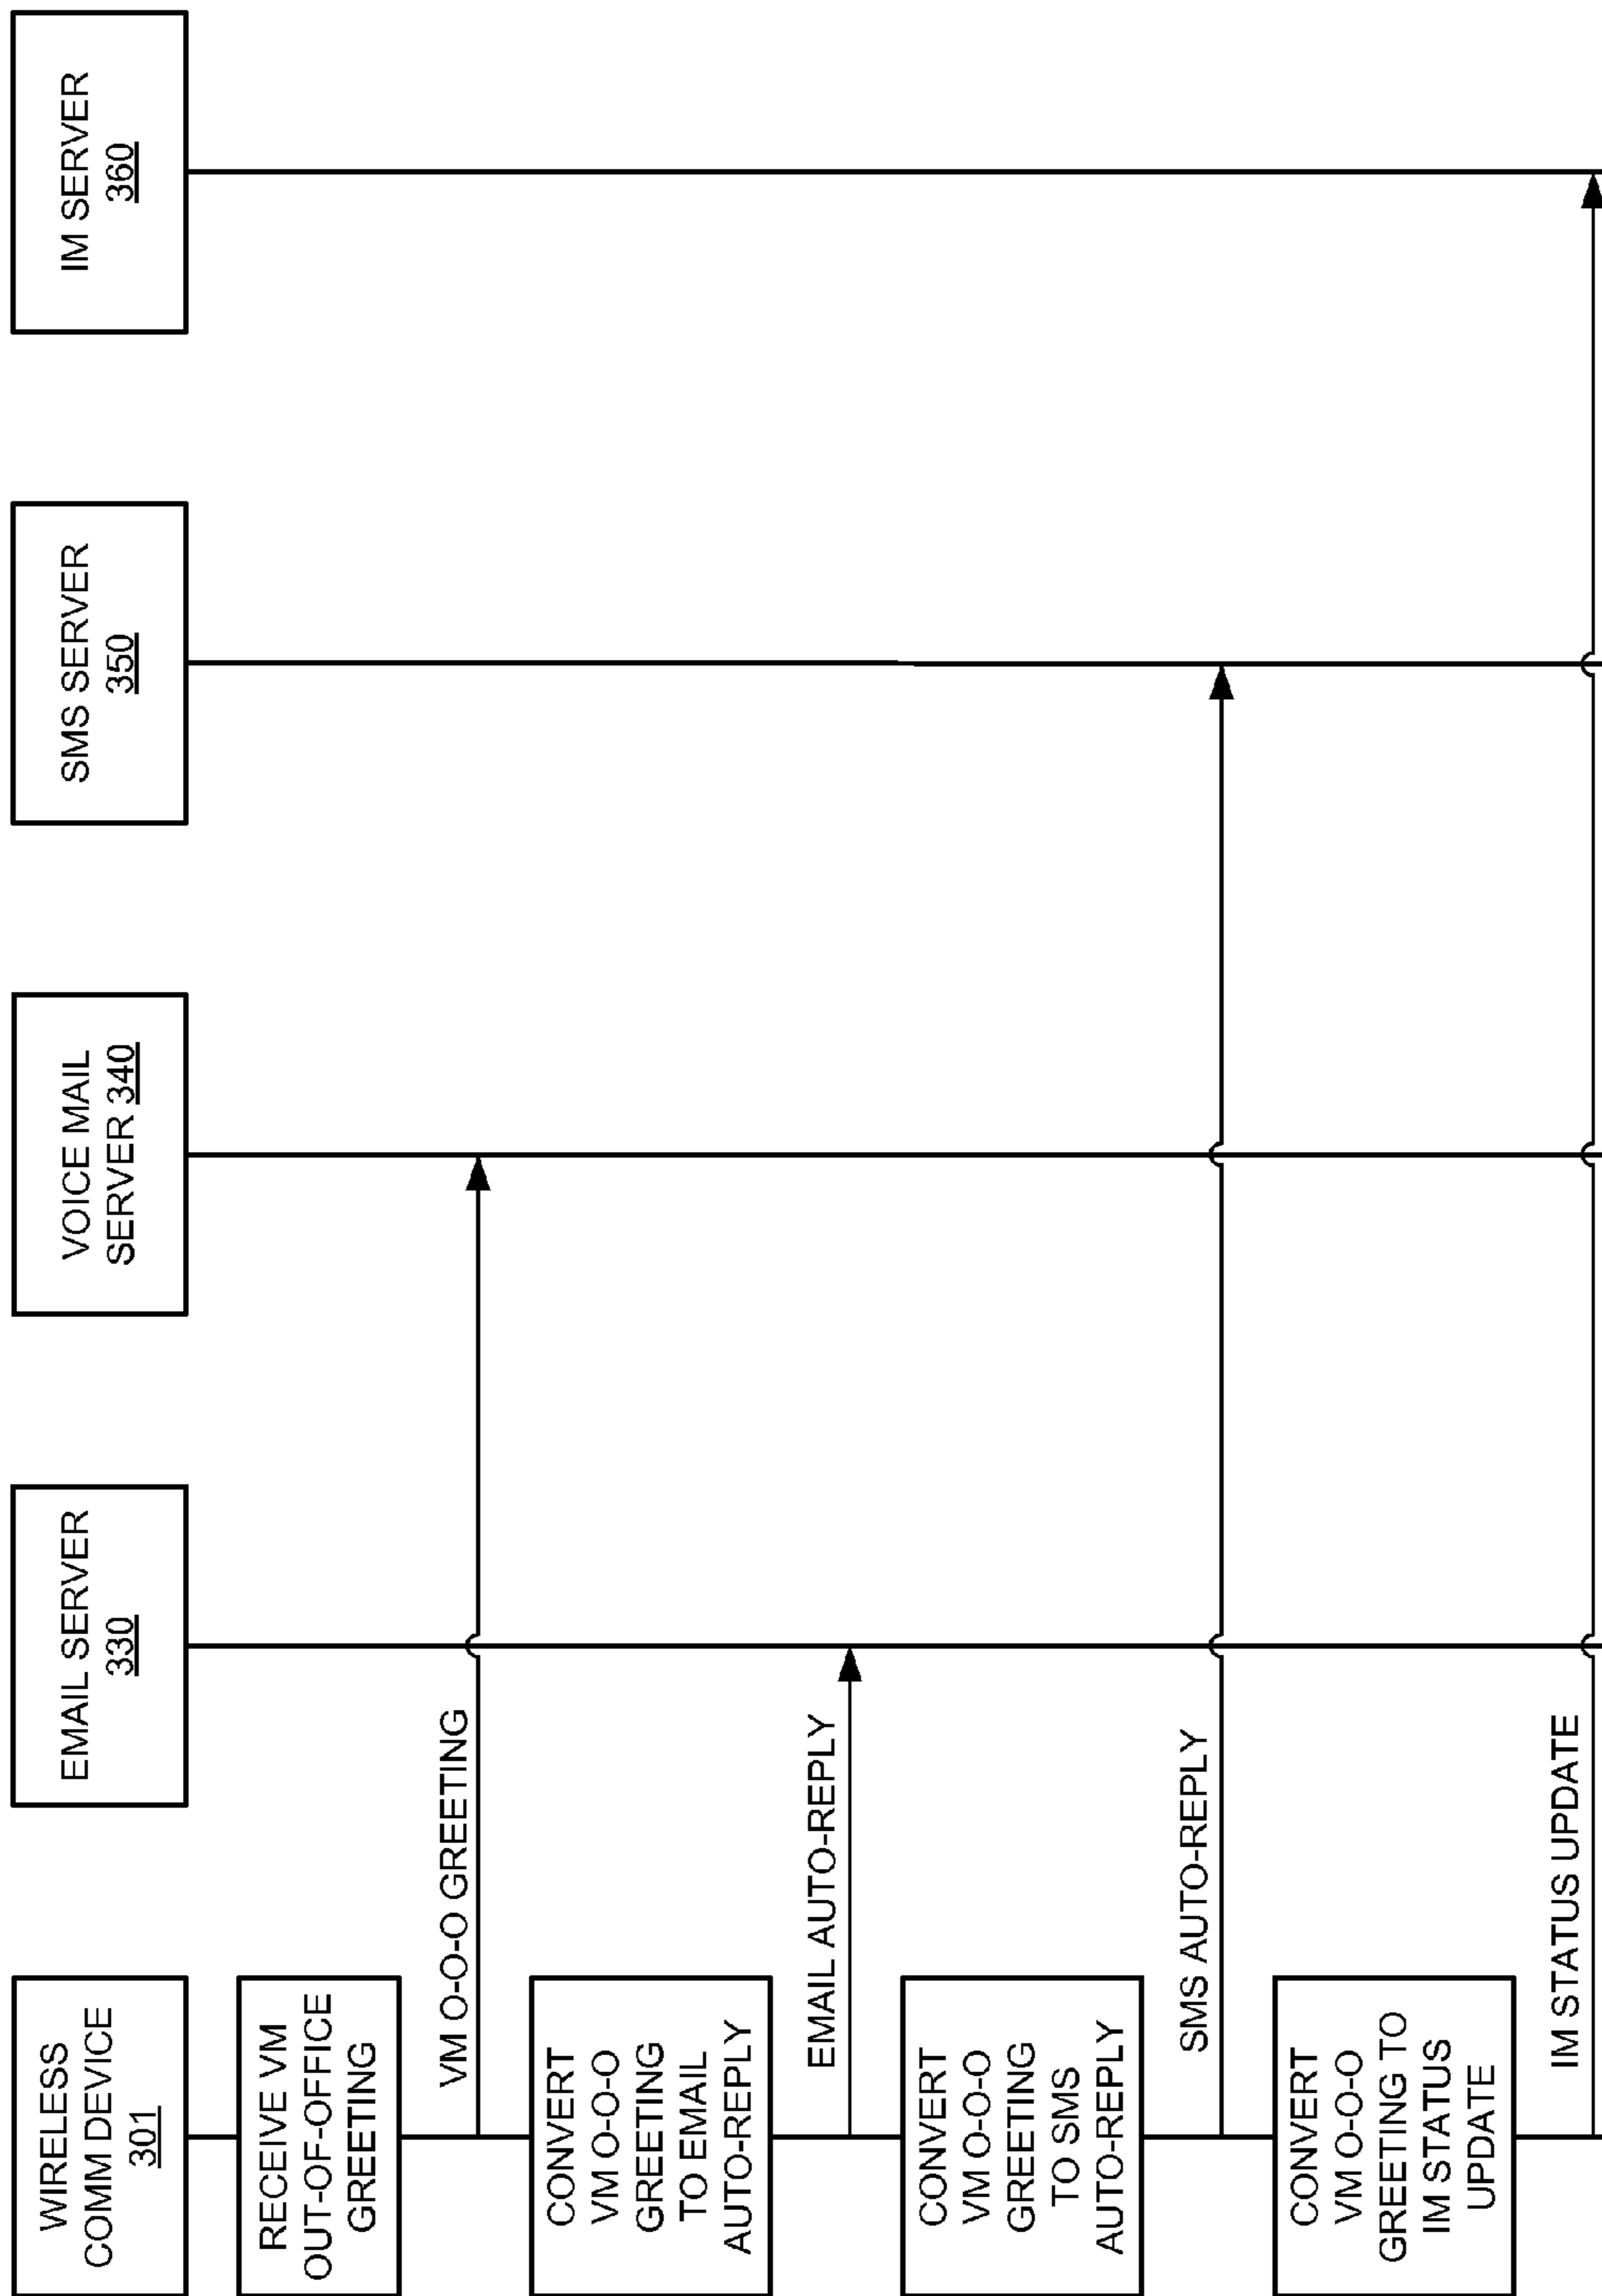 WIRELESS
COMM DEVICE
301
EMAIL SERVER
330
VOICE MAIL
SERVER 340
SMS SERVER
350
IM SERVER
360
RECEIVE VM
OUT-OF-OFFICE
GREETING
VM O-O-O GREETING
CONVERT
VM O-O-O
GREETING
TO EMAIL
AUTO-REPLY
EMAIL AUTO-REPLY
CONVERT
VM O-O-O
GREETING
TO SMS
AUTO-REPLY
SMS AUTO-REPLY
CONVERT
VM O-O-O
GREETING TO
IM STATUS
UPDATE
IM STATUS UPDATE